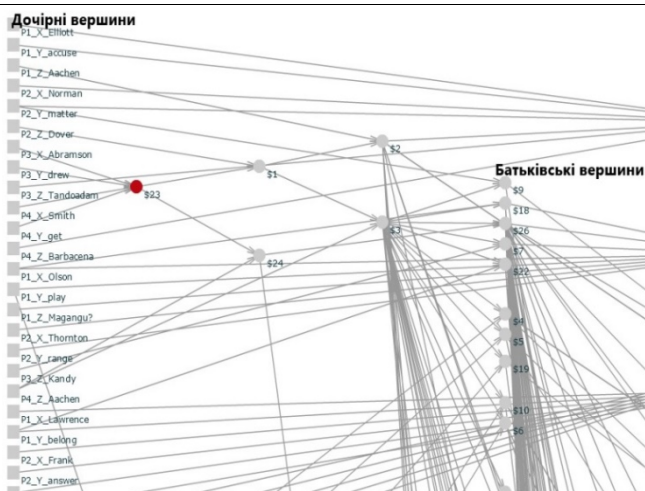 Дочірні вершини
P1_X_Elliott
P1_Y_accuse
P1_Z_Aachen
P2_X_Norman
P2_Y_matter
P2_Z_Dover
P3_X_Abramson
P3_Y_drew
P3_Z_Tandoadam
P4_X_Smith
P4_Y_get
P4_Z_Barbacena
P1_X_Olson
P1_Y_play
P1_Z_Magangu?
P2_X_Thornton
P2_Y_range
P3_Z_Kandy
P4_Z_Aachen
P1_X_Lawrence
P1_Y_belong
P2_X_Frank
P2_Y_answer
$23
$1
$24
$2
$3
Батьківські вершини
$9
$18
$26
$7
$22
$4
$5
$19
$10
$6